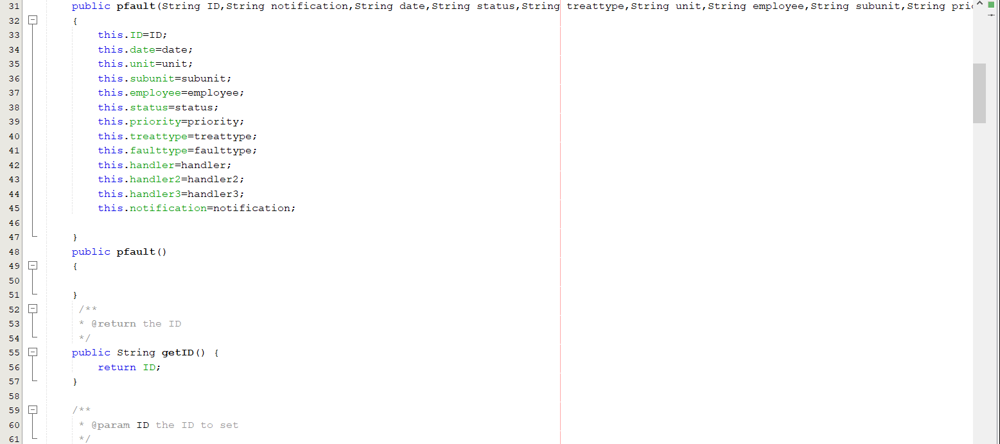 31 public pfault(String ID,String notification,String date,String status,String treattype,String unit,String employee,String subunit,String
32 {
33 this.ID=ID;
34 this.date=date;
35 this.unit=unit;
36 this.subunit=subunit;
37 this.employee=employee;
38 this.status=status;
39 this.priority=priority;
40 this.treattype=treattype;
41 this.faulttype=faulttype;
42 this.handler=handler;
43 this.handler2=handler2;
44 this.handler3=handler3;
45 this.notification=notification;
46
47 }
48 public pfault()
49 {
50
51 }
52 /**
53 * @return the ID
54 */
55 public String getID() {
56 return ID;
57 }
58
59 /**
60 * @param ID the ID to set
61 */